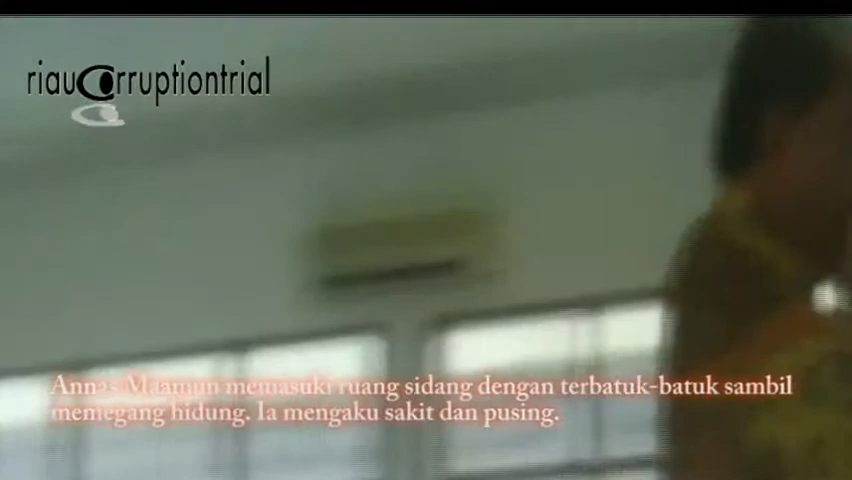 riaucorruptiontrial
Annas Maamun memasuki ruang sidang dengan terbatuk-batuk sambil
memegang hidung. Ia mengaku sakit dan pusing.